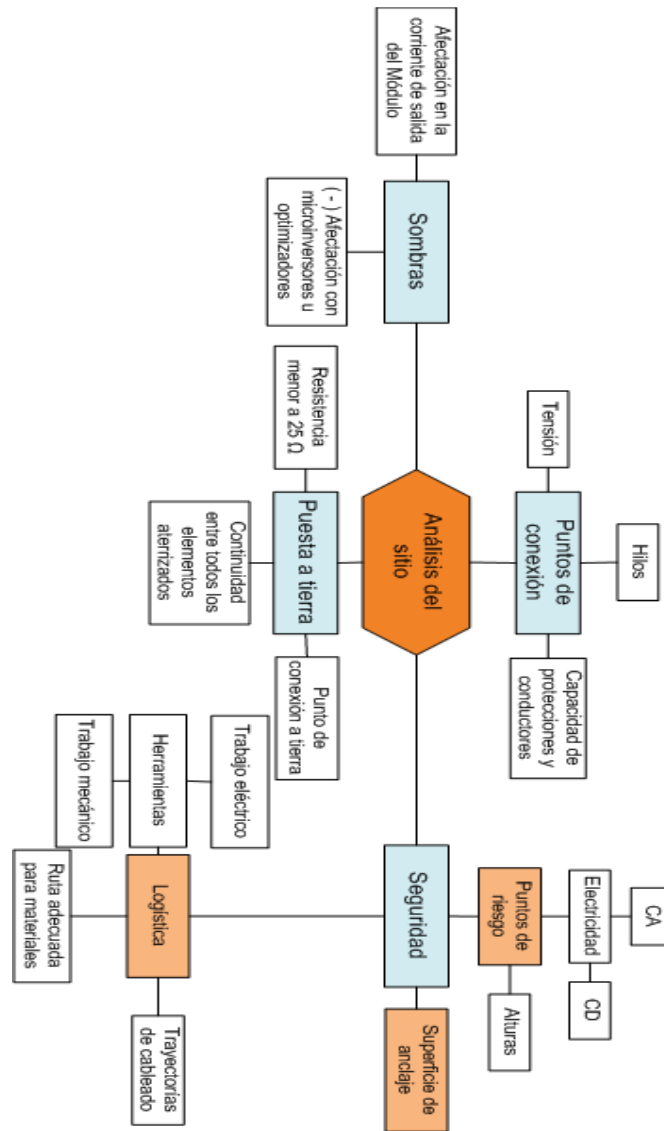 Hilos
Tensión
Puntos de
conexión
Capacidad de
protecciones y
conductores
CA
Electricidad
CD
Puntos de
riesgo
Alturas
Afectación en la
corriente de salida
del Módulo
Sombras
Análisis del
sitio
Seguridad
Superficie de
anclaje
( - ) Afectación con
microinversores u
optimizadores
Resistencia
menor a 25 Ω
Puesta a tierra
Punto de
conexión a tierra
Continuidad
entre todos los
elementos
aterrizados
Trabajo eléctrico
Herramientas
Trabajo mecánico
Logística
Trayectorias
de cableado
Ruta adecuada
para materiales